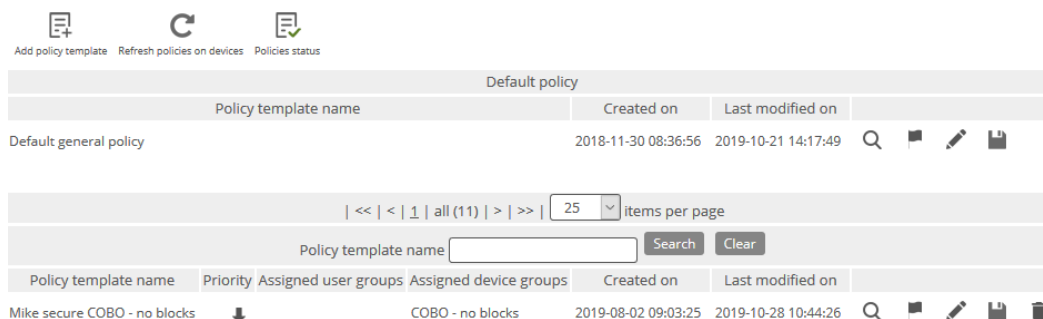 Add policy template Refresh policies on devices Policies status
Default policy
Policy template name Created on Last modified on
Default general policy 2018-11-30 08:36:56 2019-10-21 14:17:49
| << | < | 1 | all (11) | > | >> | 25 items per page
Policy template name Search Clear
Policy template name Priority Assigned user groups Assigned device groups Created on Last modified on
Mike secure COBO - no blocks COBO - no blocks 2019-08-02 09:03:25 2019-10-28 10:44:26